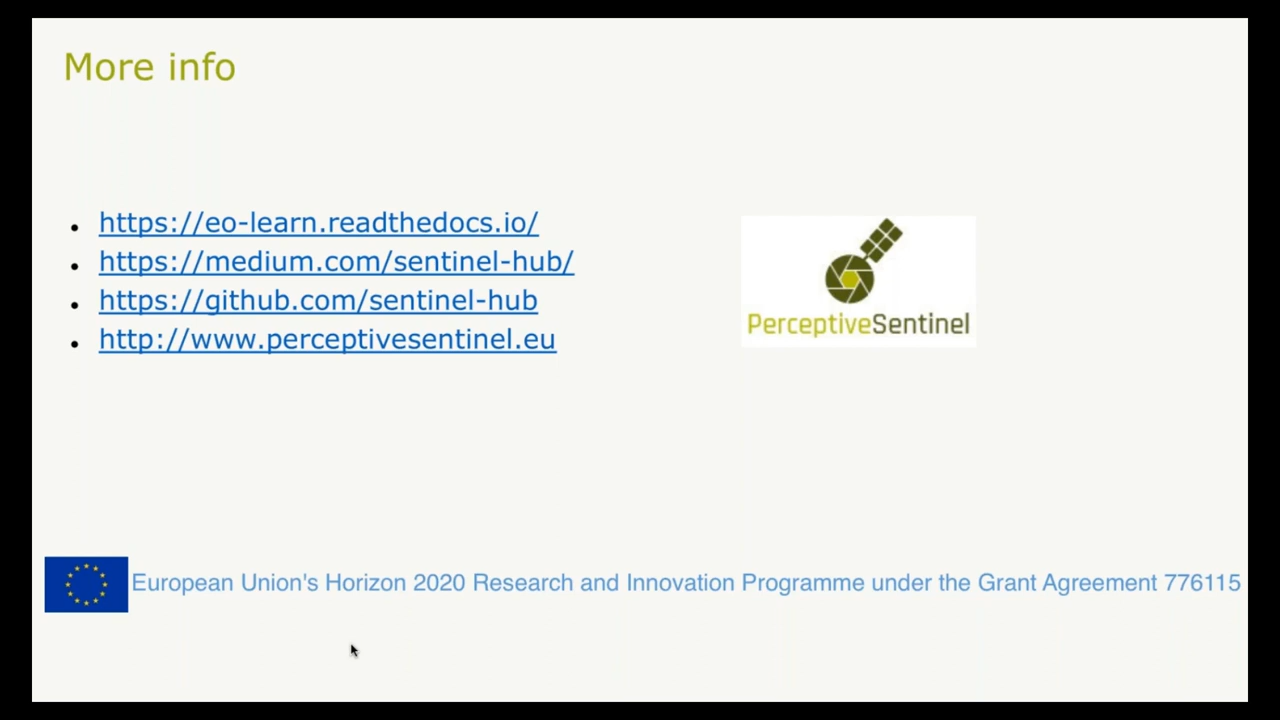 More info
https://eo-learn.readthedocs.io/
https://medium.com/sentinel-hub/
https://github.com/sentinel-hub
http://www.perceptivesentinel.eu
PerceptiveSentinel
European Union's Horizon 2020 Research and Innovation Programme under the Grant Agreement 776115